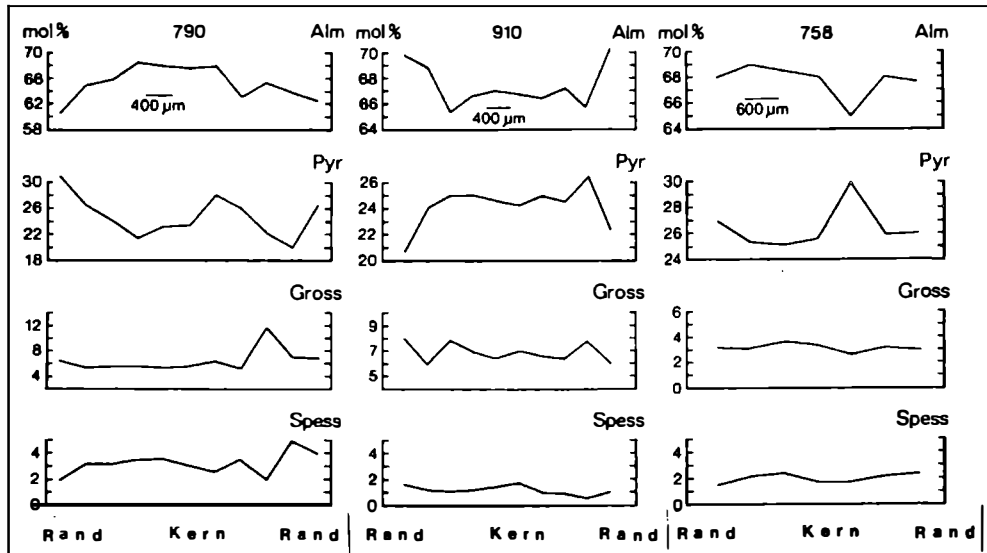 mol % 790 Alm mol% 910 Alm mol% 758 Alm
70 70 70
66 68 68
62 400 µm 66 400 µm 66 600 µm
58 64 64
Pyr Pyr Pyr
30 26 30
26 24 28
22 22 26
18 20 24
Gross Gross Gross
12 9 6
8 7 4
4 5 2
0
Spess Spess Spess
4 4 4
2 2 2
0 0 0
Rand Kern Rand Rand Kern Rand Rand Kern Rand